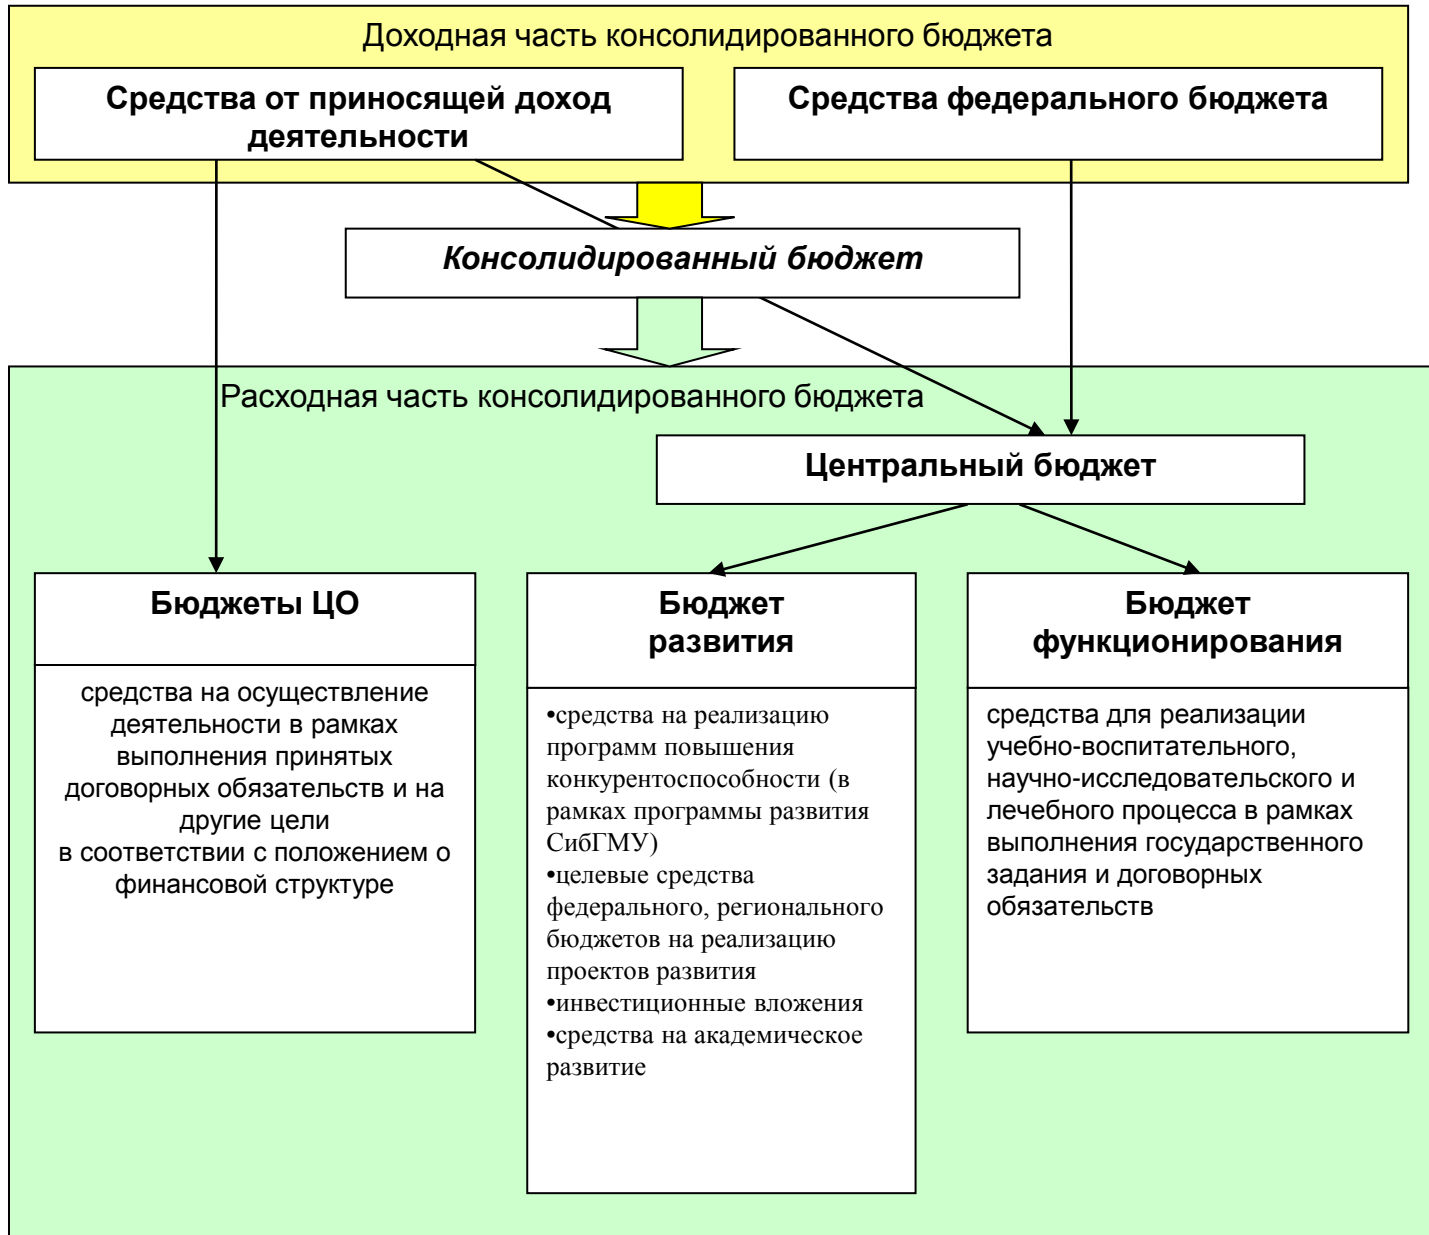 Доходная часть консолидированного бюджета
Средства от приносящей доход
деятельности
Средства федерального бюджета
Консолидированный бюджет
Расходная часть консолидированного бюджета
Центральный бюджет
Бюджеты ЦО
средства на осуществление
деятельности в рамках
выполнения принятых
договорных обязательств и на
другие цели
в соответствии с положением о
финансовой структуре
Бюджет
развития
•средства на реализацию
программ повышения
конкурентоспособности (в
рамках программы развития
СибГМУ)
•целевые средства
федерального, регионального
бюджетов на реализацию
проектов развития
•инвестиционные вложения
•средства на академическое
развитие
Бюджет
функционирования
средства для реализации
учебно-воспитательного,
научно-исследовательского и
лечебного процесса в рамках
выполнения государственного
задания и договорных
обязательств